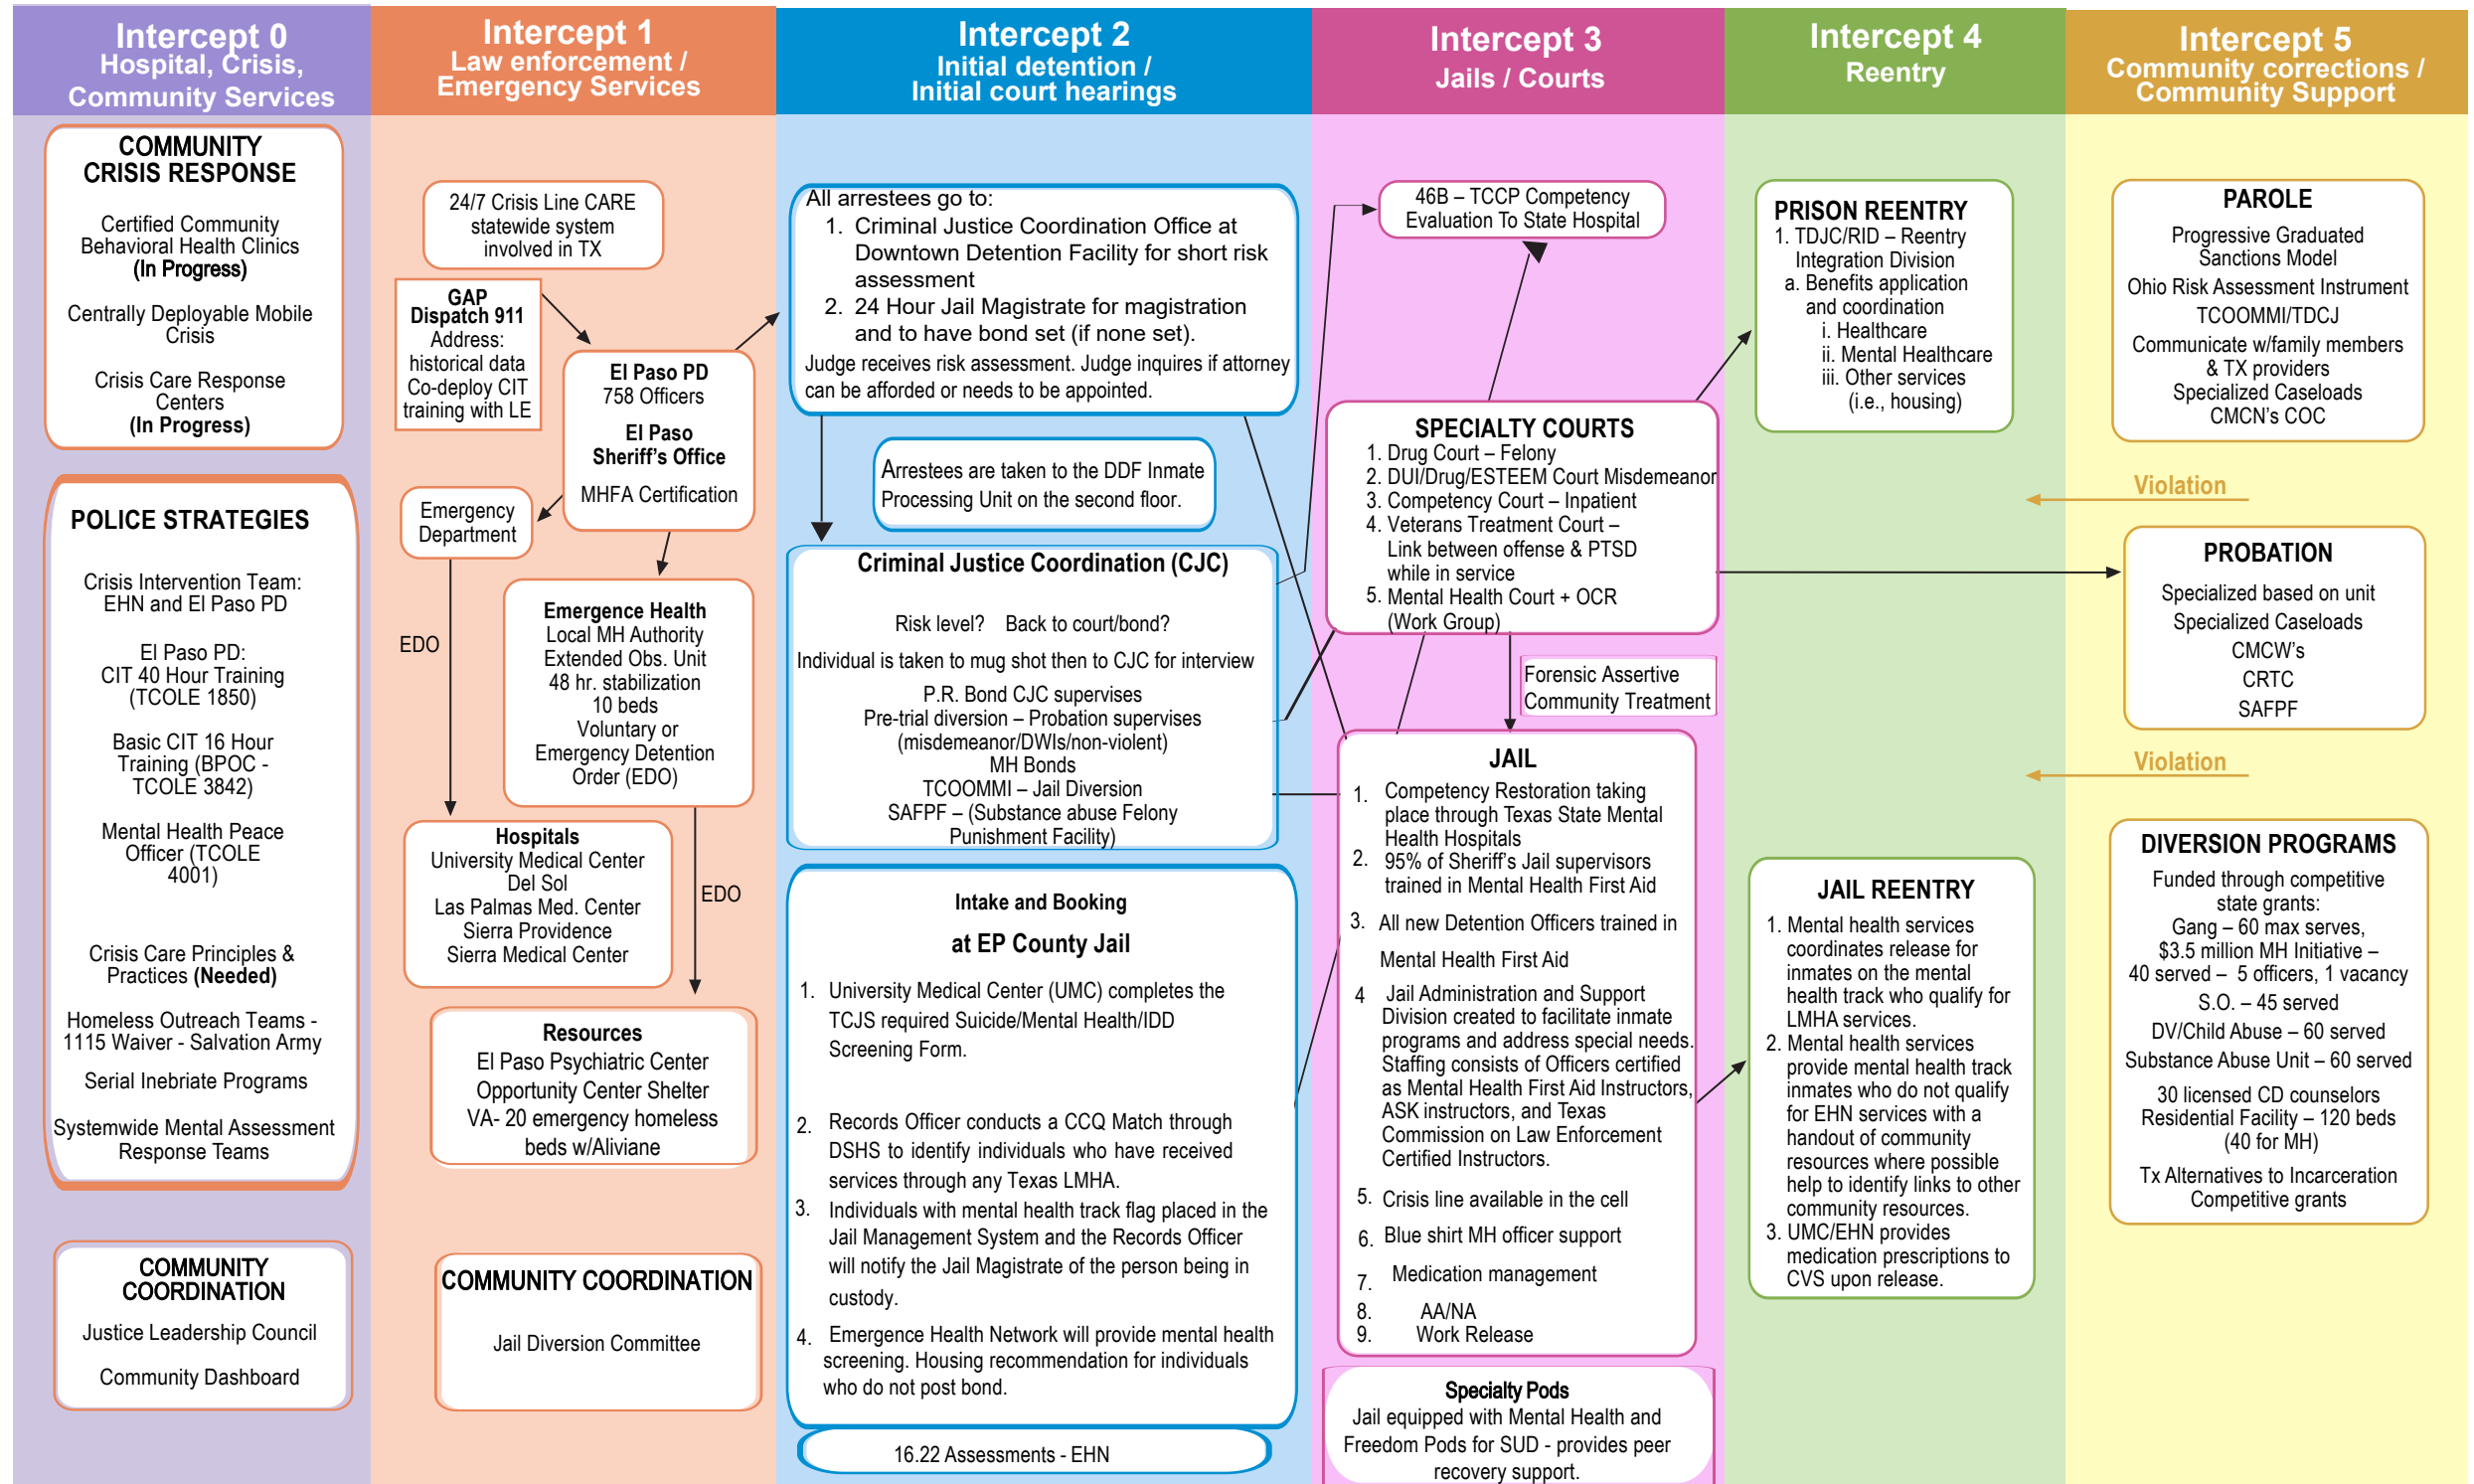 Intercept 0
Hospital, Crisis,
Community Services
COMMUNITY
CRISIS RESPONSE
Certified Community
Behavioral Health Clinics
(In Progress)
Centrally Deployable Mobile
Crisis
Crisis Care Response
Centers
(In Progress)
POLICE STRATEGIES
Crisis Intervention Team:
EHN and El Paso PD
El Paso PD:
CIT 40 Hour Training
(TCOLE 1850)
Basic CIT 16 Hour
Training (BPOC -
TCOLE 3842)
Mental Health Peace
Officer (TCOLE
4001)
Crisis Care Principles &
Practices (Needed)
Homeless Outreach Teams -
1115 Waiver - Salvation Army
Serial Inebriate Programs
Systemwide Mental Assessment
Response Teams
COMMUNITY
COORDINATION
Justice Leadership Council
Community Dashboard
Intercept 1
Law enforcement /
Emergency Services
24/7 Crisis Line CARE
statewide system
involved in TX
GAP
Dispatch 911
Address:
historical data
Co-deploy CIT
training with LE
El Paso PD
758 Officers
El Paso
Sheriff's Office
MHFA Certification
Emergency
Department
EDO
Emergence Health
Local MH Authority
Extended Obs. Unit
48 hr. stabilization
10 beds
Voluntary or
Emergency Detention
Order (EDO)
Hospitals
University Medical Center
Del Sol
Las Palmas Med. Center
Sierra Providence
Sierra Medical Center
EDO
Resources
El Paso Psychiatric Center
Opportunity Center Shelter
VA- 20 emergency homeless
beds w/Aliviane
COMMUNITY COORDINATION
Jail Diversion Committee
Intercept 2
Initial detention /
Initial court hearings
All arrestees go to:
1. Criminal Justice Coordination Office at
Downtown Detention Facility for short risk
assessment
2. 24 Hour Jail Magistrate for magistration
and to have bond set (if none set).
Judge receives risk assessment. Judge inquires if attorney
can be afforded or needs to be appointed.
Arrestees are taken to the DDF Inmate
Processing Unit on the second floor.
Criminal Justice Coordination (CJC)
Risk level? Back to court/bond?
Individual is taken to mug shot then to CJC for interview
P.R. Bond CJC supervises
Pre-trial diversion – Probation supervises
(misdemeanor/DWIs/non-violent)
MH Bonds
TCOOMMI – Jail Diversion
SAFPF – (Substance abuse Felony
Punishment Facility)
Intake and Booking
at EP County Jail
1. University Medical Center (UMC) completes the
TCJS required Suicide/Mental Health/IDD
Screening Form.
2. Records Officer conducts a CCQ Match through
DSHS to identify individuals who have received
services through any Texas LMHA.
3. Individuals with mental health track flag placed in the
Jail Management System and the Records Officer
will notify the Jail Magistrate of the person being in
custody.
4. Emergence Health Network will provide mental health
screening. Housing recommendation for individuals
who do not post bond.
16.22 Assessments - EHN
Intercept 3
Jails / Courts
46B – TCCP Competency
Evaluation To State Hospital
SPECIALTY COURTS
1. Drug Court – Felony
2. DUI/Drug/ESTEEM Court Misdemeanor
3. Competency Court – Inpatient
4. Veterans Treatment Court –
Link between offense & PTSD
while in service
5. Mental Health Court + OCR
(Work Group)
Forensic Assertive
Community Treatment
JAIL
1. Competency Restoration taking
place through Texas State Mental
Health Hospitals
2. 95% of Sheriff's Jail supervisors
trained in Mental Health First Aid
3. All new Detention Officers trained in
Mental Health First Aid
4 Jail Administration and Support
Division created to facilitate inmate
programs and address special needs.
Staffing consists of Officers certified
as Mental Health First Aid Instructors,
ASK instructors, and Texas
Commission on Law Enforcement
Certified Instructors.
5. Crisis line available in the cell
6. Blue shirt MH officer support
7. Medication management
8. AA/NA
9. Work Release
Specialty Pods
Jail equipped with Mental Health and
Freedom Pods for SUD - provides peer
recovery support.
Intercept 4
Reentry
PRISON REENTRY
1. TDJC/RID – Reentry
Integration Division
a. Benefits application
and coordination
i. Healthcare
ii. Mental Healthcare
iii. Other services
(i.e., housing)
JAIL REENTRY
1. Mental health services
coordinates release for
inmates on the mental
health track who qualify for
LMHA services.
2. Mental health services
provide mental health track
inmates who do not qualify
for EHN services with a
handout of community
resources where possible
help to identify links to other
community resources.
3. UMC/EHN provides
medication prescriptions to
CVS upon release.
Intercept 5
Community corrections /
Community Support
PAROLE
Progressive Graduated
Sanctions Model
Ohio Risk Assessment Instrument
TCOOMMI/TDCJ
Communicate w/family members
& TX providers
Specialized Caseloads
CMCN's COC
Violation
PROBATION
Specialized based on unit
Specialized Caseloads
CMCW's
CRTC
SAFPF
Violation
DIVERSION PROGRAMS
Funded through competitive
state grants:
Gang – 60 max serves,
$3.5 million MH Initiative –
40 served – 5 officers, 1 vacancy
S.O. – 45 served
DV/Child Abuse – 60 served
Substance Abuse Unit – 60 served
30 licensed CD counselors
Residential Facility – 120 beds
(40 for MH)
Tx Alternatives to Incarceration
Competitive grants